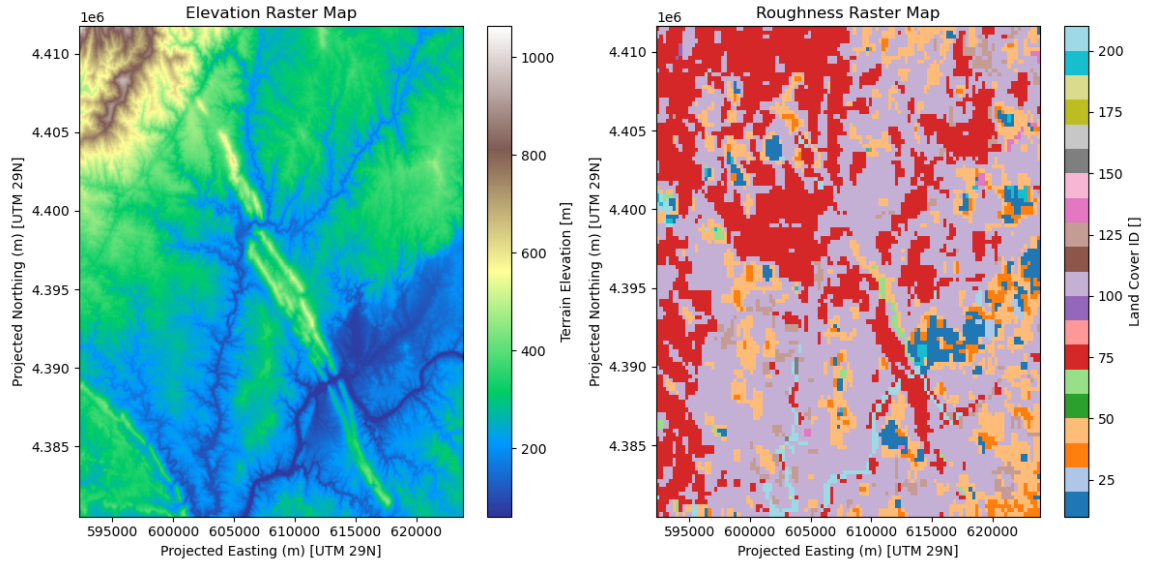 Elevation Raster Map
1e6
4.410
4.405
4.400
4.395
4.390
4.385
Projected Northing (m) [UTM 29N]
595000 600000 605000 610000 615000 620000
Projected Easting (m) [UTM 29N]
1000
800
600
400
200
Terrain Elevation [m]
Roughness Raster Map
1e6
4.410
4.405
4.400
4.395
4.390
4.385
Projected Northing (m) [UTM 29N]
595000 600000 605000 610000 615000 620000
Projected Easting (m) [UTM 29N]
200
175
150
125
100
75
50
25
Land Cover ID []